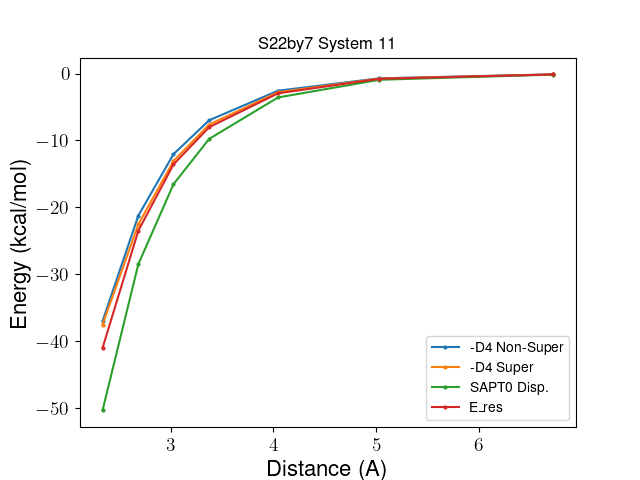 S22by7 System 11
Energy (kcal/mol)
0
−10
−20
−30
−40
−50
-D4 Non-Super
-D4 Super
SAPT0 Disp.
E_res
3 4 5 6
Distance (A)